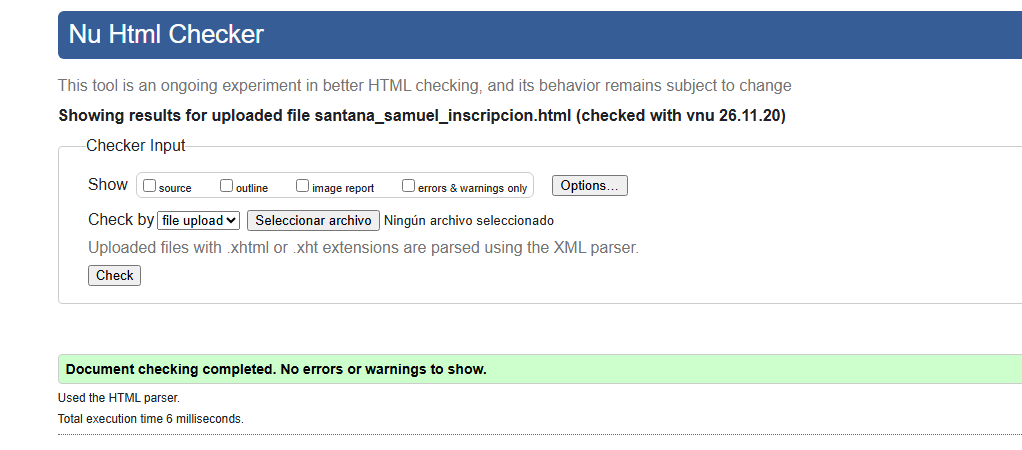 Nu Html Checker
This tool is an ongoing experiment in better HTML checking, and its behavior remains subject to change
Showing results for uploaded file santana_samuel_inscripcion.html (checked with vnu 26.11.20)
Checker Input
Show source outline image report errors & warnings only Options...
Check by file upload Seleccionar archivo Ningún archivo seleccionado
Uploaded files with .xhtml or .xht extensions are parsed using the XML parser.
Check
Document checking completed. No errors or warnings to show.
Used the HTML parser.
Total execution time 6 milliseconds.